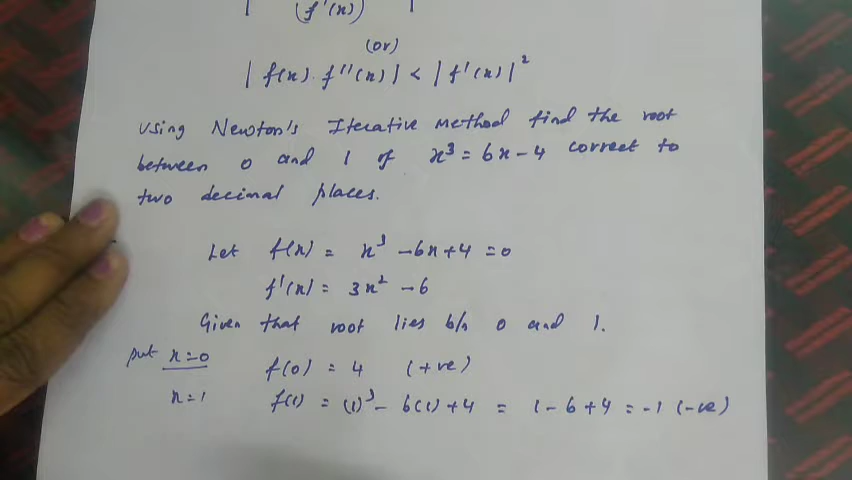 | (f'(x)) |
(or)
| f(x). f''(x) | < | f'(x) |²
Using Newton's Iterative method find the root
between 0 and 1 of x³ = 6x - 4 correct to
two decimal places.
Let f(x) = x³ - 6x + 4 = 0
f'(x) = 3x² - 6
Given that root lies b/n 0 and 1.
put x = 0 f(0) = 4 (+ve)
x = 1 f(1) = (1)³ - 6(1) + 4 = 1 - 6 + 4 = -1 (-ve)